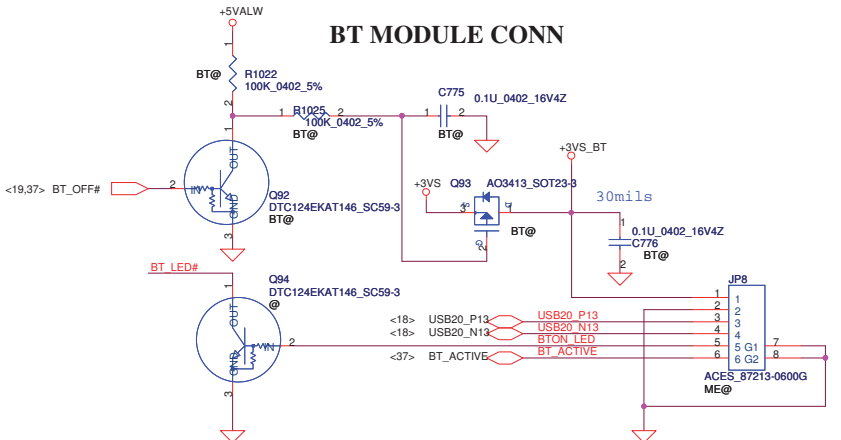 +5VALW
BT MODULE CONN
1
BT@
R1022
100K_0402_5%
2
1
R1025
2
100K_0402_5%
BT@
C775
0.1U_0402_16V4Z
1
2
BT@
1
OUT
<19,37> BT_OFF#
2
IN
GND
3
Q92
DTC124EKAT146_SC59-3
BT@
+3VS_BT
+3VS
Q93
AO3413_SOT23-3
3
S
D
1
G
2
BT@
30mils
1
0.1U_0402_16V4Z
C776
BT@
2
BT_LED#
1
Q94
DTC124EKAT146_SC59-3
@
OUT
IN
2
GND
3
JP8
1
1
2
2
<18> USB20_P13
USB20_P13
3
3
<18> USB20_N13
USB20_N13
4
4
BTON_LED
5
5 G1
7
<37> BT_ACTIVE
BT_ACTIVE
6
6 G2
8
ACES_87213-0600G
ME@